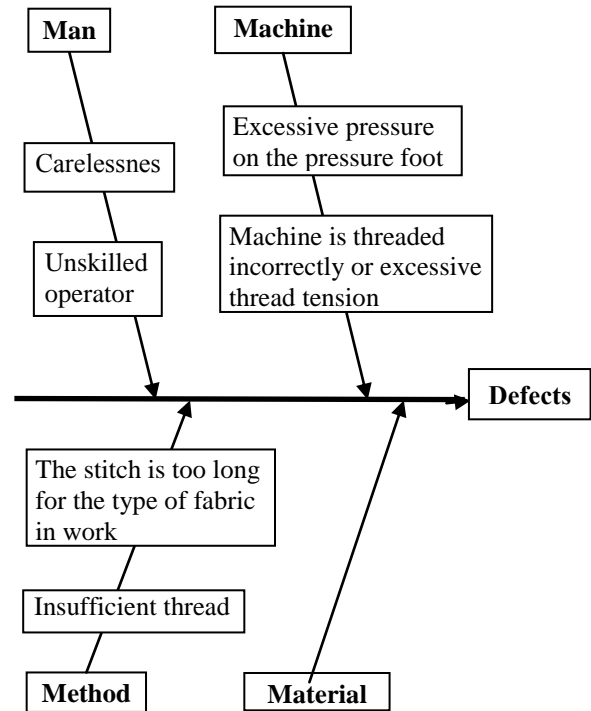 Man
Machine
Excessive pressure
on the pressure foot
Carelessnes
Machine is threaded
incorrectly or excessive
thread tension
Unskilled
operator
Defects
The stitch is too long
for the type of fabric
in work
Insufficient thread
Method
Material